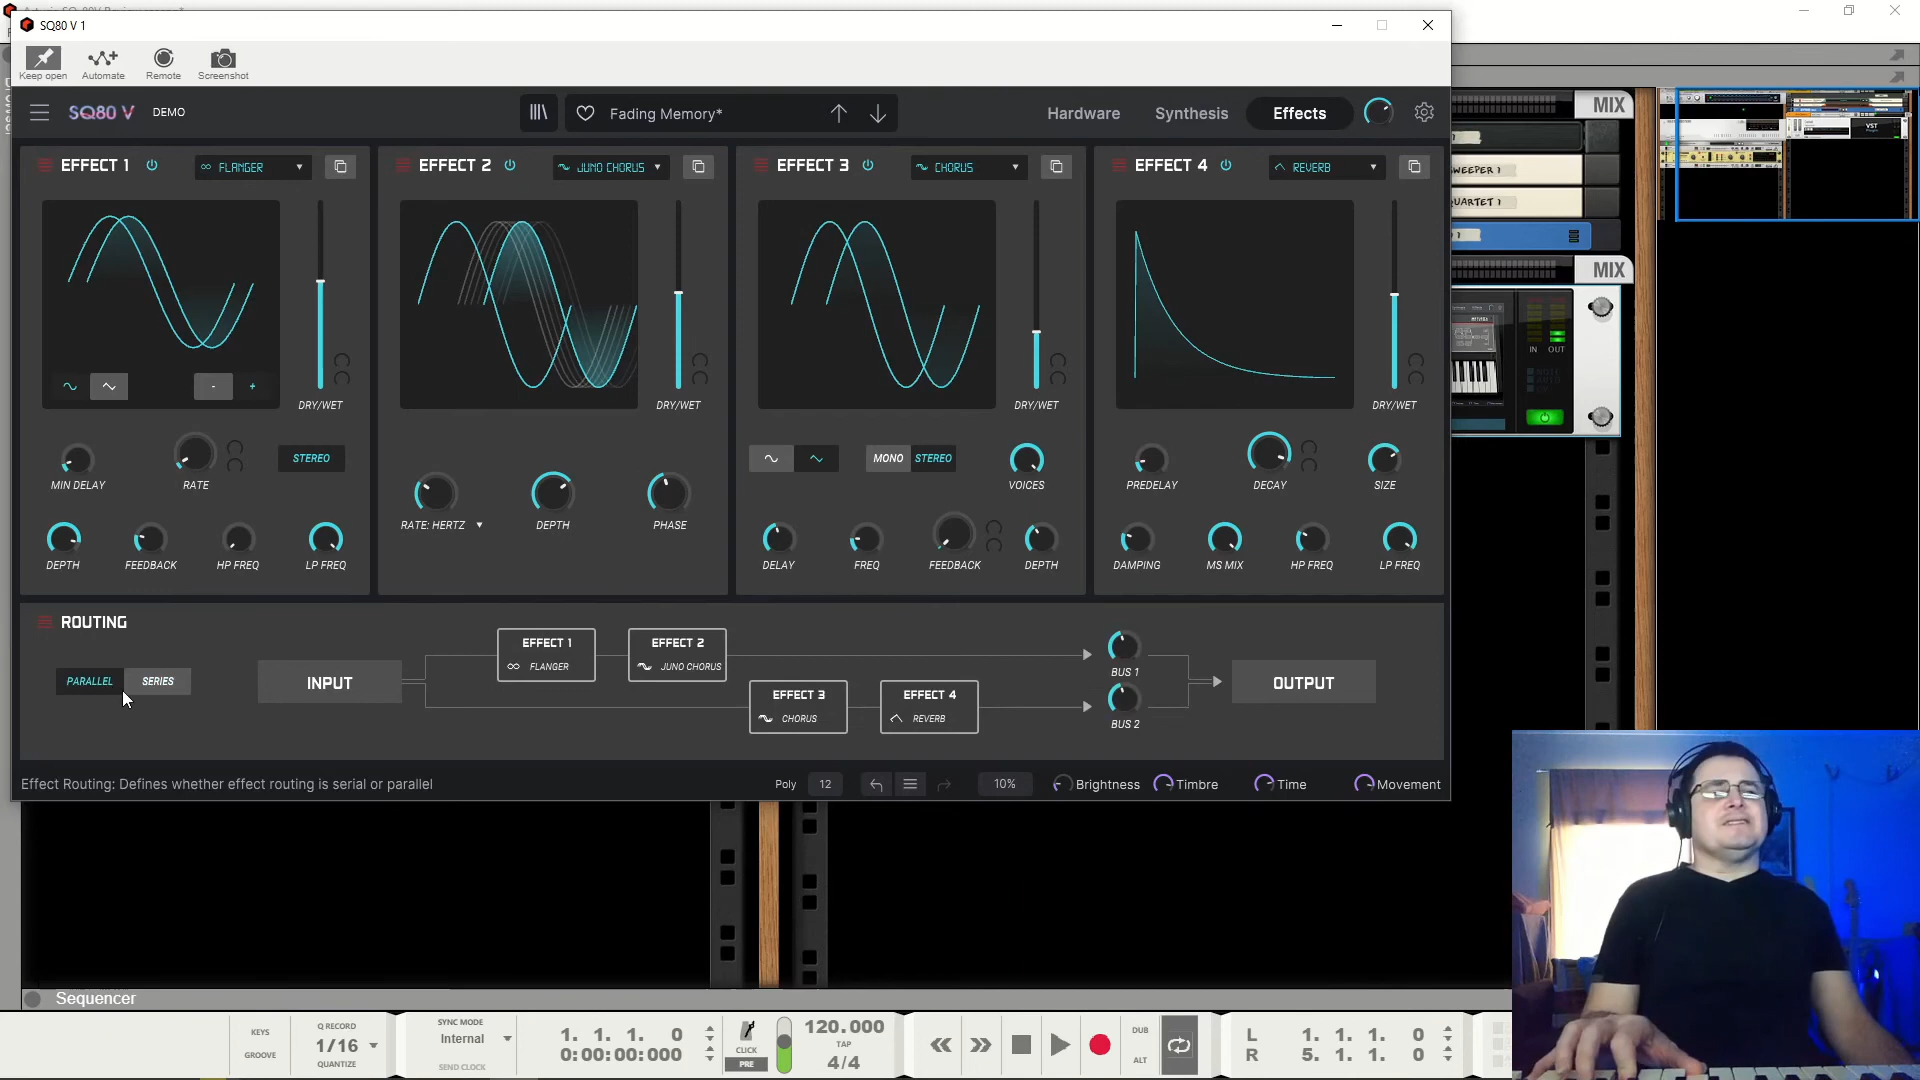 SQ80 V 1
Keep open
Automate
Remote
Screenshot
SQ80 V
DEMO
Fading Memory*
Hardware
Synthesis
Effects
EFFECT 1
FLANGER
EFFECT 2
JUNO CHORUS
EFFECT 3
CHORUS
EFFECT 4
REVERB
DRY/WET
DRY/WET
DRY/WET
DRY/WET
MIN DELAY
RATE
STEREO
DEPTH
FEEDBACK
HP FREQ
LP FREQ
RATE: HERTZ
DEPTH
PHASE
MONO
STEREO
VOICES
DELAY
FREQ
FEEDBACK
DEPTH
PREDELAY
DECAY
SIZE
DAMPING
MS MIX
HP FREQ
LP FREQ
ROUTING
PARALLEL
SERIES
INPUT
EFFECT 1
FLANGER
EFFECT 2
JUNO CHORUS
EFFECT 3
CHORUS
EFFECT 4
REVERB
BUS 1
BUS 2
OUTPUT
Effect Routing: Defines whether effect routing is serial or parallel
Poly
12
10%
Brightness
Timbre
Time
Movement
MIX
WEEPER 1
QUARTET 1
MIX
IN
OUT
VST
Sequencer
KEYS
GROOVE
Q RECORD
1/16
QUANTIZE
SYNC MODE
Internal
SEND CLOCK
1. 1. 1. 0
0:00:00:000
CLICK
PRE
120.000
TAP
4/4
DUB
ALT
L 1. 1. 1. 0
R 5. 1. 1. 0